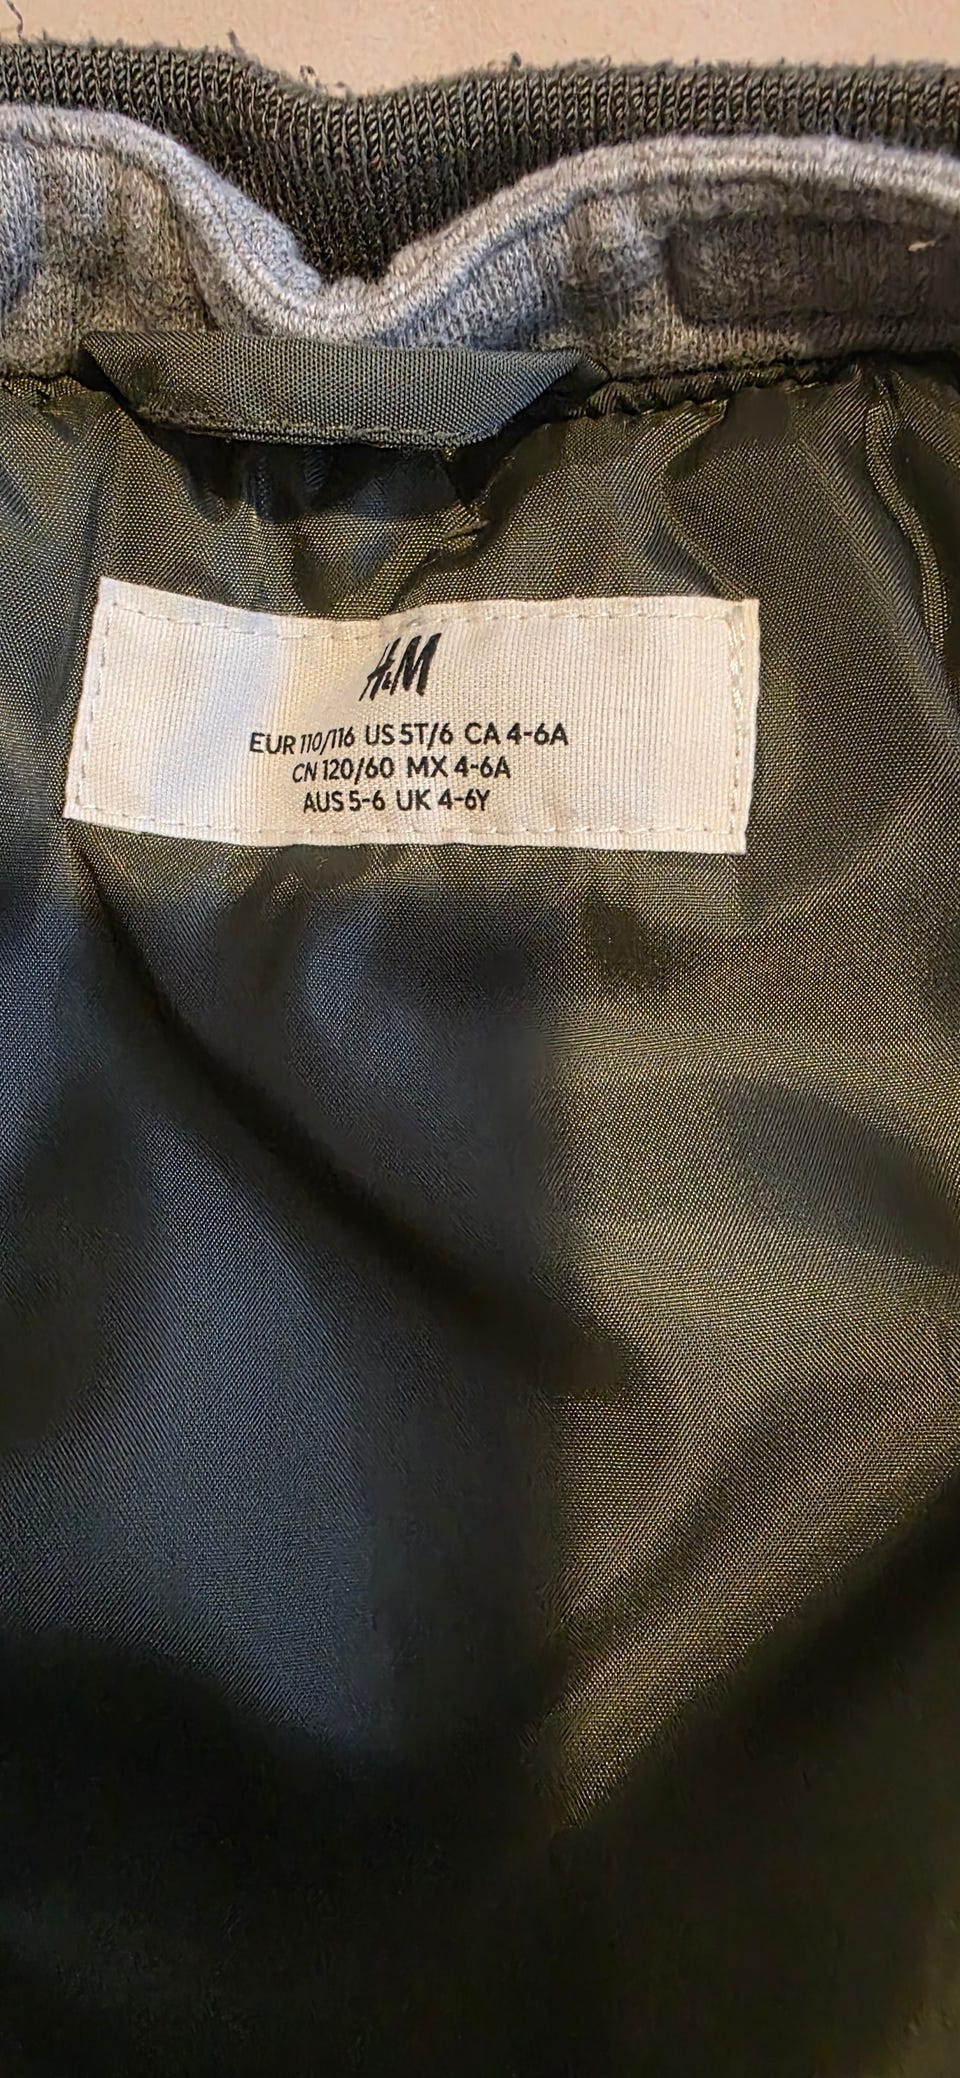 H&M
EUR 110/116 US 5T/6 CA 4-6A
CN 120/60 MX 4-6A
AUS 5-6 UK 4-6Y